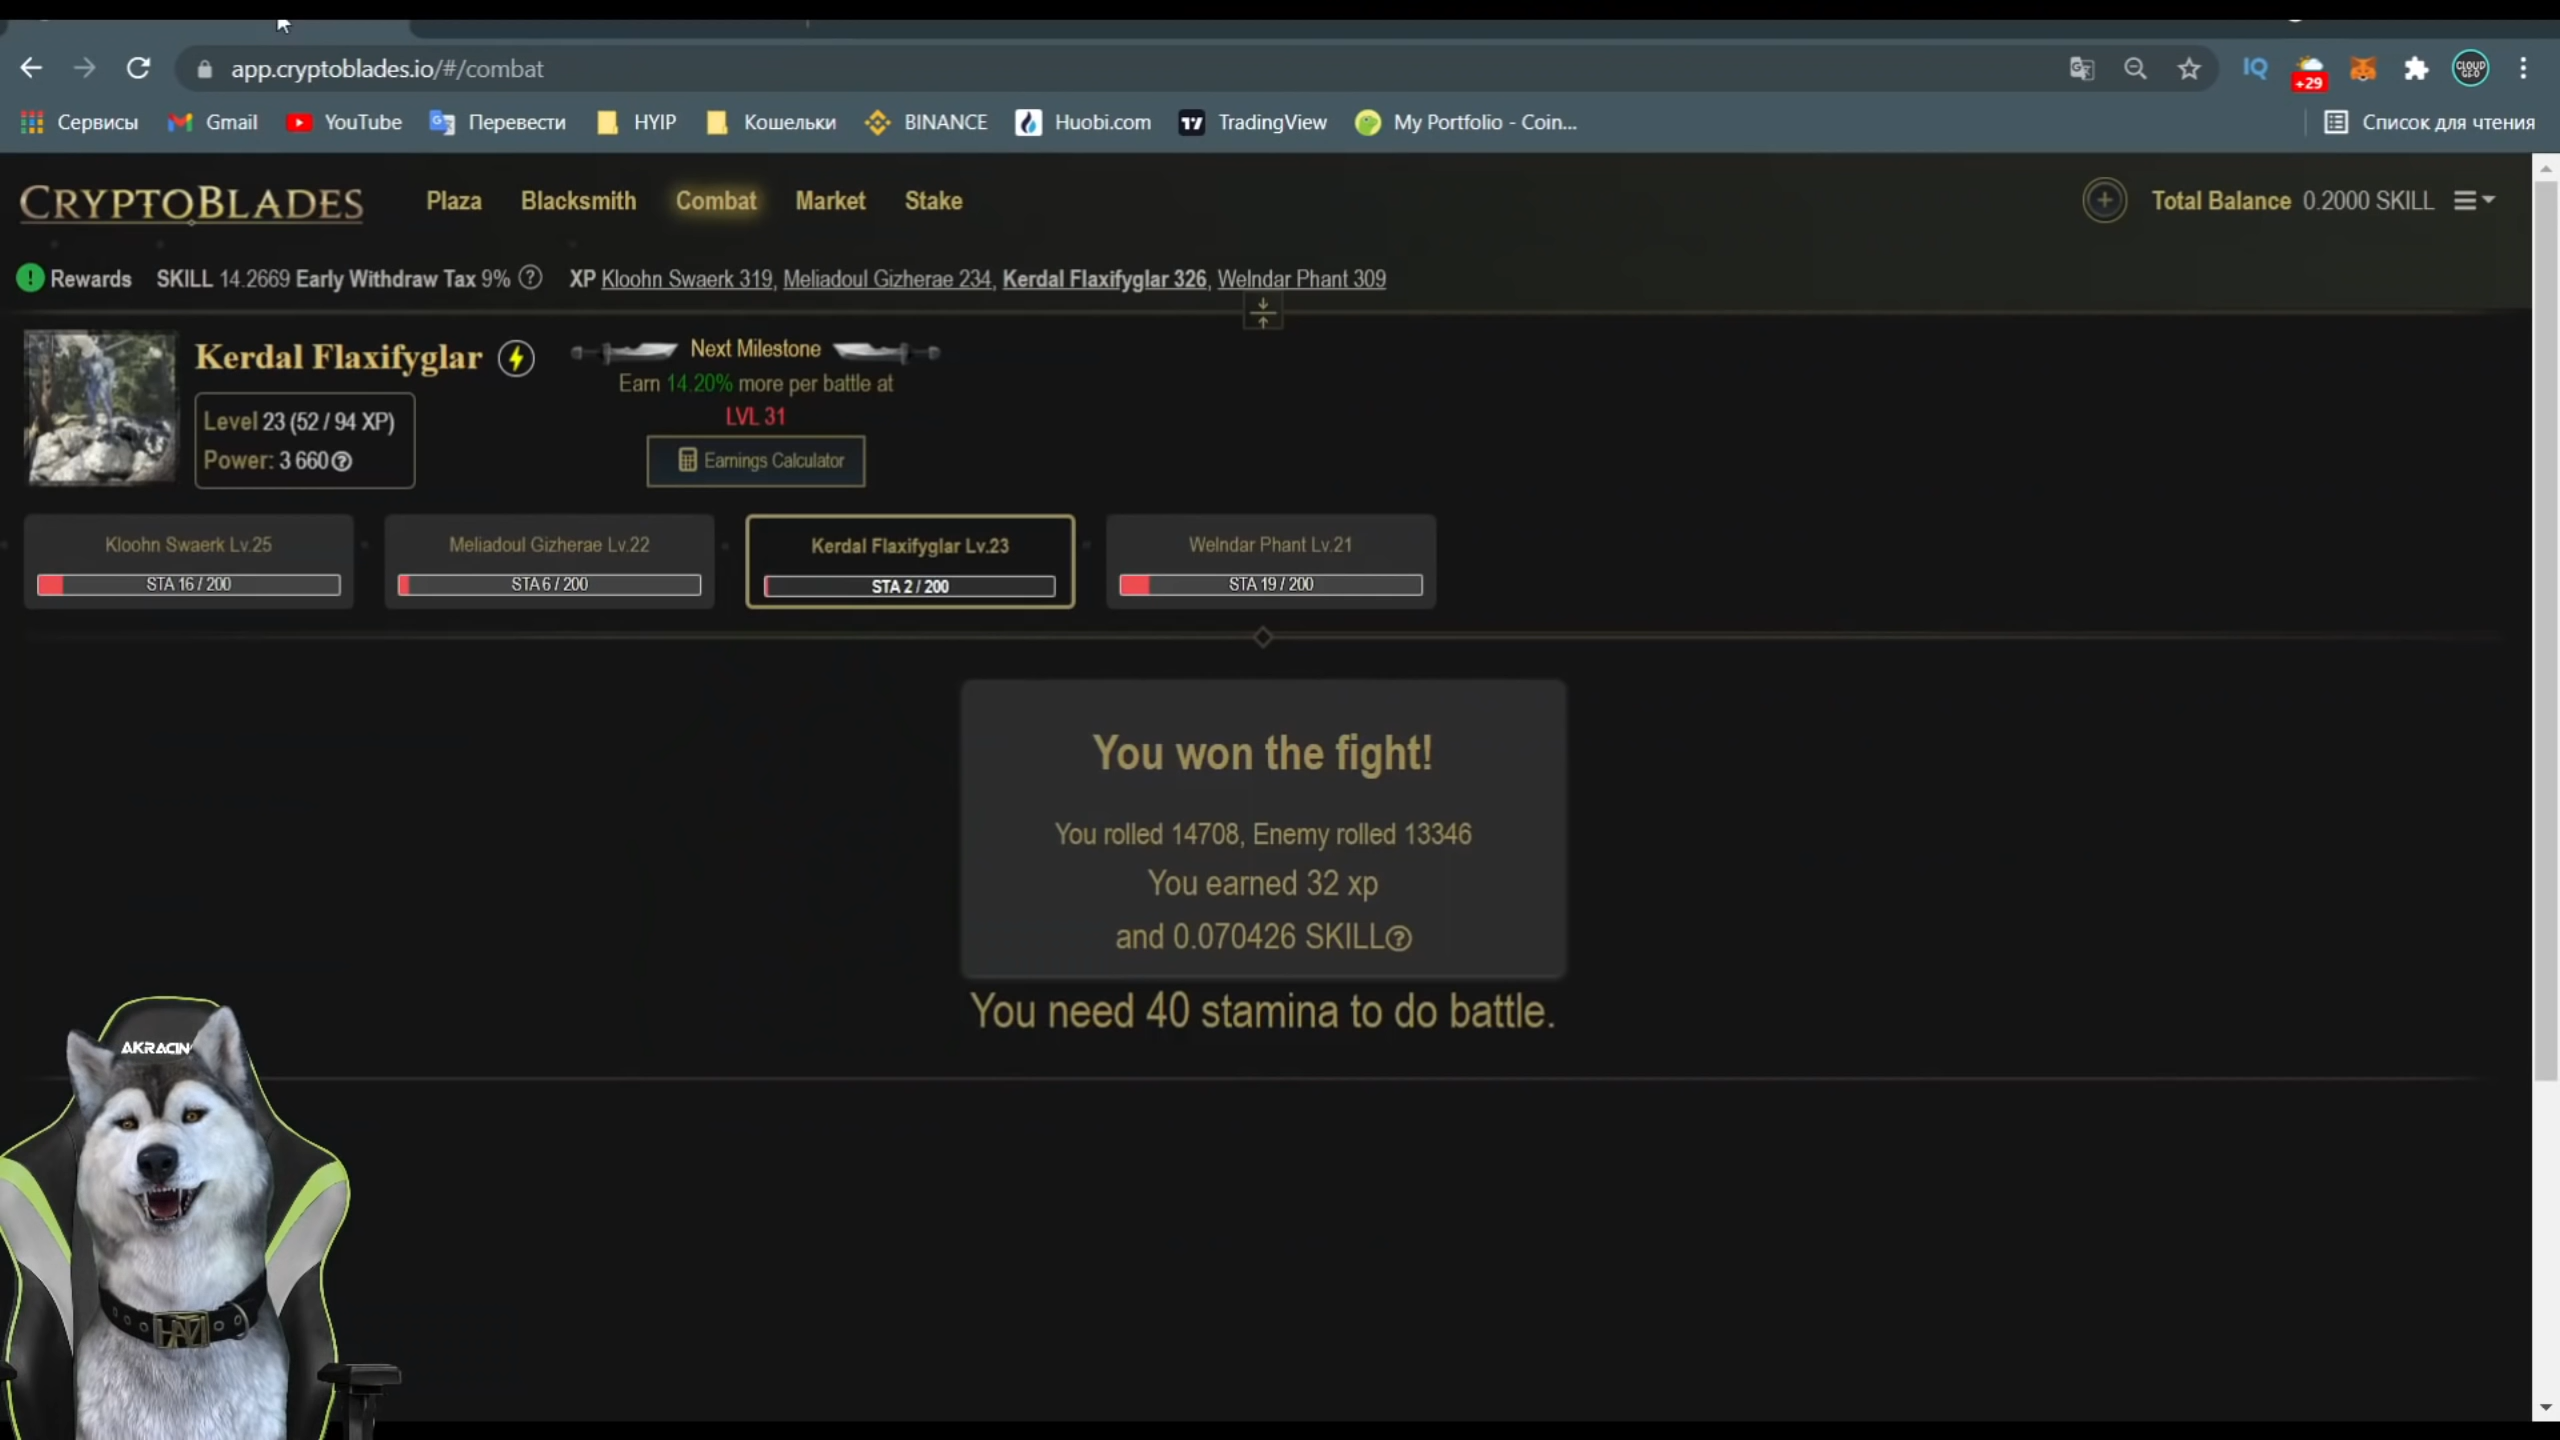 app.cryptoblades.io/#/combat
IQ
+29
CLOUD GEO
Сервисы Gmail YouTube Перевести HYIP Кошельки BINANCE Huobi.com TradingView My Portfolio - Coin... Список для чтения
CRYPTOBLADES Plaza Blacksmith Combat Market Stake Total Balance 0.2000 SKILL
Rewards SKILL 14.2669 Early Withdraw Tax 9% XP Kloohn Swaerk 319, Meliadoul Gizherae 234, Kerdal Flaxifyglar 326, Welndar Phant 309
Kerdal Flaxifyglar
Level 23 (52 / 94 XP)
Power: 3 660
Next Milestone
Earn 14.20% more per battle at
LVL 31
Earnings Calculator
Kloohn Swaerk Lv.25
STA 16 / 200
Meliadoul Gizherae Lv.22
STA 6 / 200
Kerdal Flaxifyglar Lv.23
STA 2 / 200
Welndar Phant Lv.21
STA 19 / 200
You won the fight!
You rolled 14708, Enemy rolled 13346
You earned 32 xp
and 0.070426 SKILL
You need 40 stamina to do battle.
AKRACIN